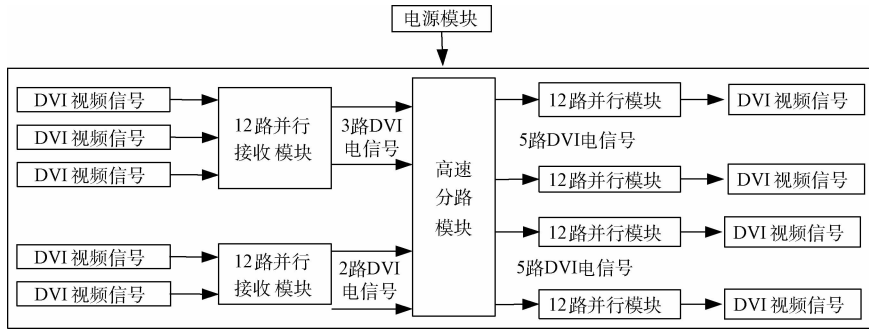 电源模块
DVI 视频信号
DVI 视频信号
DVI 视频信号
12路并行
接收 模块
3路DVI
电信号
DVI 视频信号
DVI 视频信号
12路并行
接收 模块
2路DVI
电信号
高速
分路
模块
12路并行模块
DVI 视频信号
5路DVI电信号
12路并行模块
DVI 视频信号
12路并行模块
DVI 视频信号
5路DVI电信号
12路并行模块
DVI 视频信号